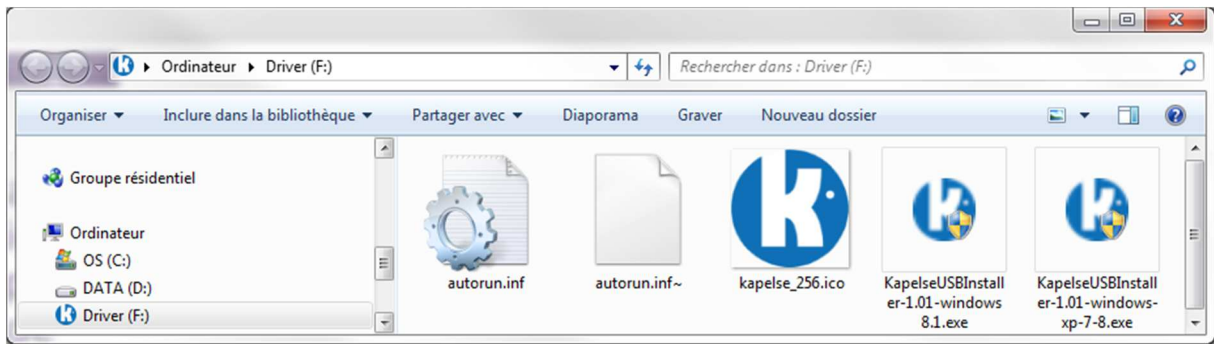 Ordinateur ▸ Driver (F:)
Rechercher dans : Driver (F:)
Organiser Inclure dans la bibliothèque Partager avec Diaporama Graver Nouveau dossier
Groupe résidentiel
Ordinateur
OS (C:)
DATA (D:)
Driver (F:)
autorun.inf
autorun.inf~
kapelse_256.ico
KapelseUSBInstall
er-1.01-windows
8.1.exe
KapelseUSBInstall
er-1.01-windows-
xp-7-8.exe